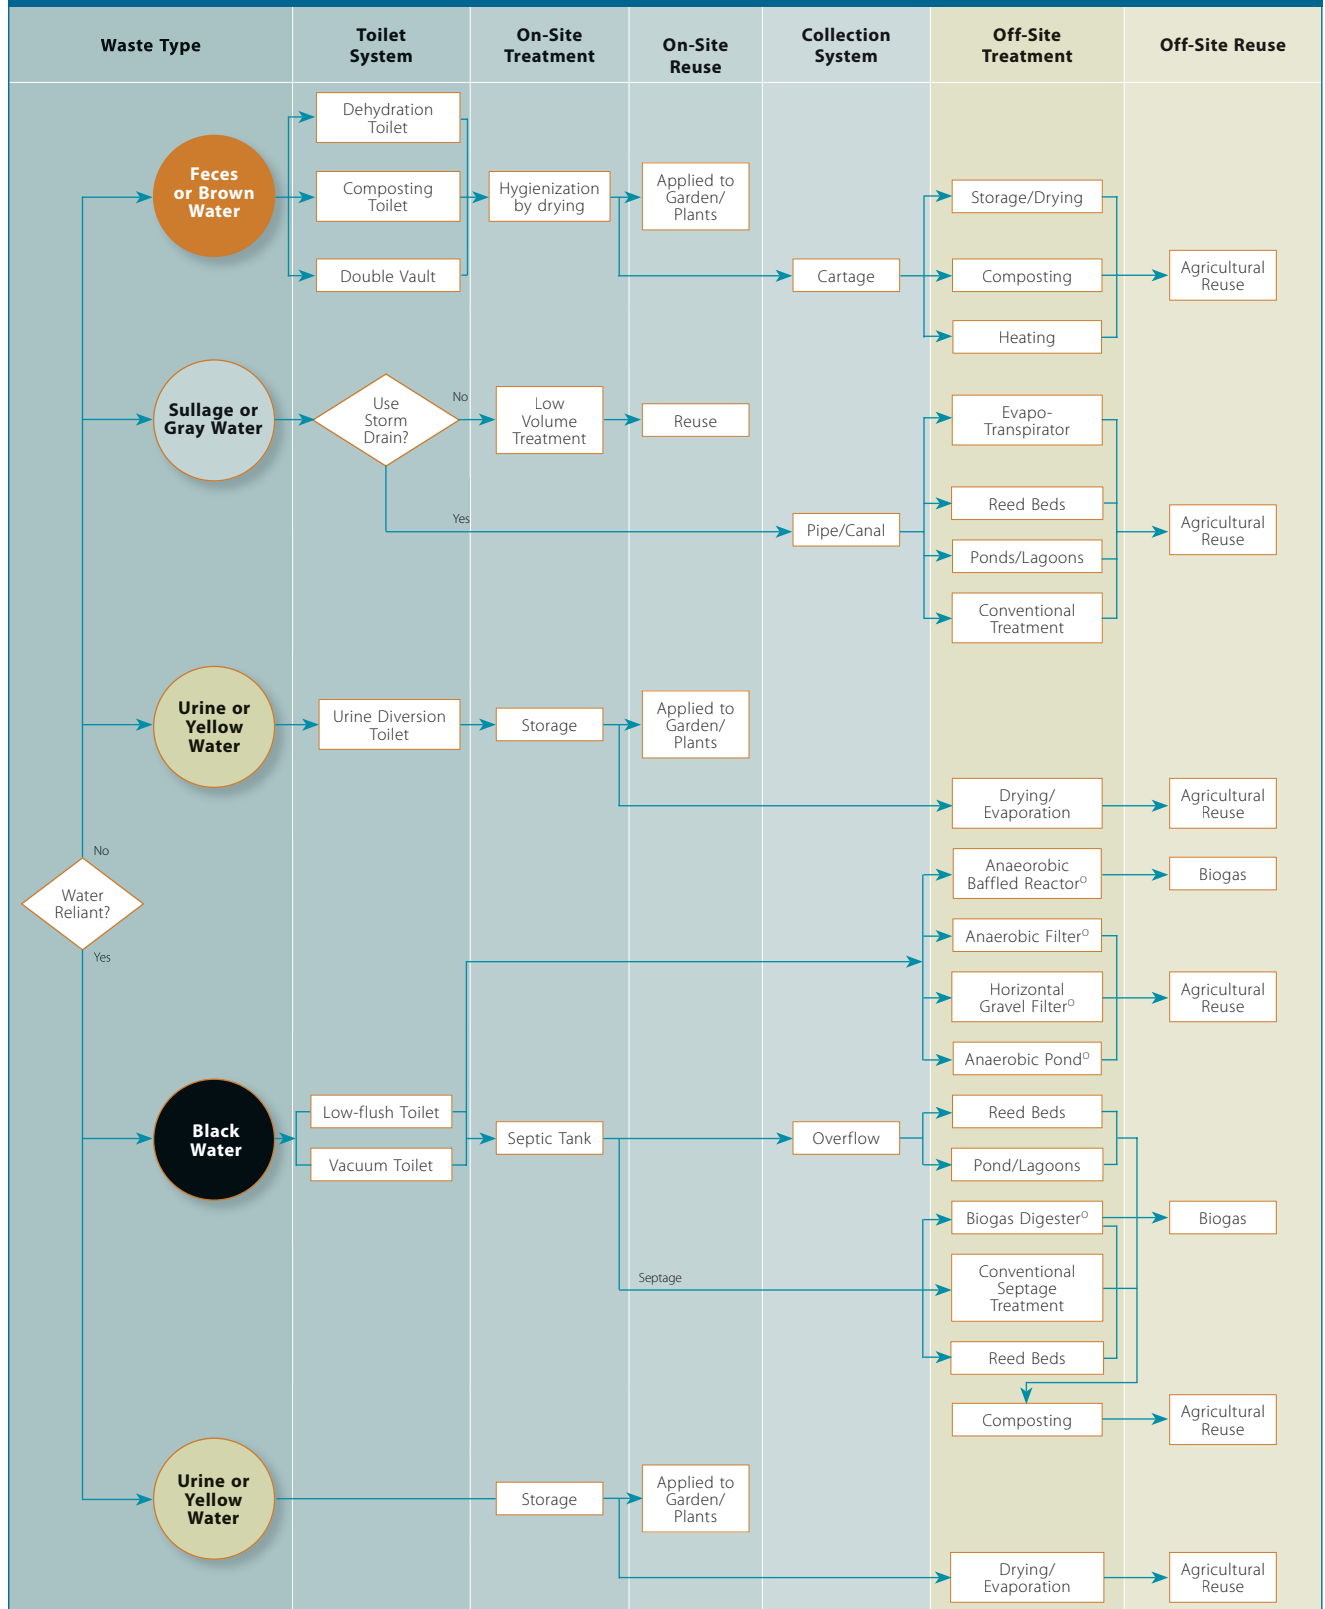 Waste Type
Toilet
System
On-Site
Treatment
On-Site
Reuse
Collection
System
Off-Site
Treatment
Off-Site Reuse
Feces
or Brown
Water
Dehydration
Toilet
Composting
Toilet
Double Vault
Hygienization
by drying
Applied to
Garden/
Plants
Cartage
Storage/Drying
Composting
Heating
Agricultural
Reuse
Sullage or
Gray Water
Use
Storm
Drain?
No
Yes
Low
Volume
Treatment
Reuse
Pipe/Canal
Evapo-
Transpirator
Reed Beds
Ponds/Lagoons
Conventional
Treatment
Agricultural
Reuse
Urine or
Yellow
Water
Urine Diversion
Toilet
Storage
Applied to
Garden/
Plants
Drying/
Evaporation
Agricultural
Reuse
No
Water
Reliant?
Yes
Anaeorobic
Baffled ReactorO
Biogas
Anaerobic FilterO
Horizontal
Gravel FilterO
Anaerobic PondO
Agricultural
Reuse
Black
Water
Low-flush Toilet
Vacuum Toilet
Septic Tank
Overflow
Reed Beds
Pond/Lagoons
Septage
Biogas DigesterO
Biogas
Conventional
Septage
Treatment
Reed Beds
Composting
Agricultural
Reuse
Urine or
Yellow
Water
Storage
Applied to
Garden/
Plants
Drying/
Evaporation
Agricultural
Reuse